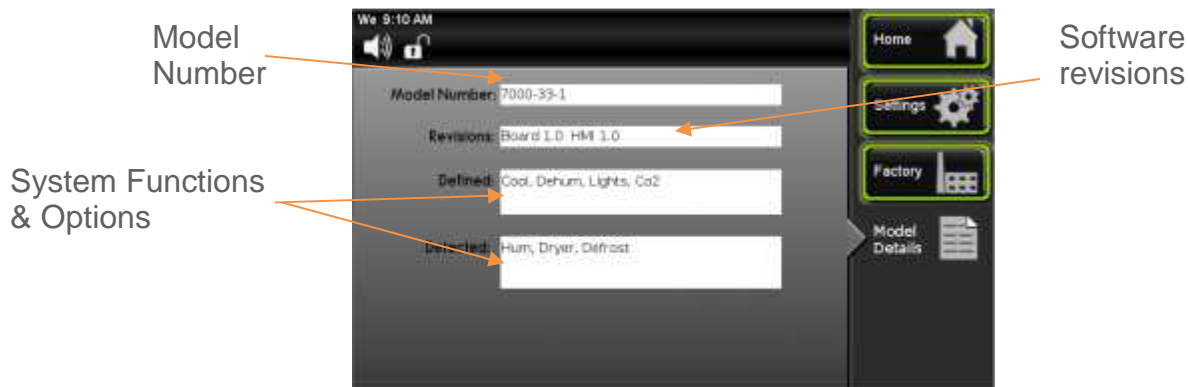 We 9:10 AM
Model
Number
Software
revisions
System Functions
& Options
Model Number: 7000-33-1
Revisions: Board 1.0 HMI 1.0
Defined: Cool, Dehum, Lights, Co2
Detected: Hum, Dryer, Defrost
Home
Settings
Factory
Model
Details